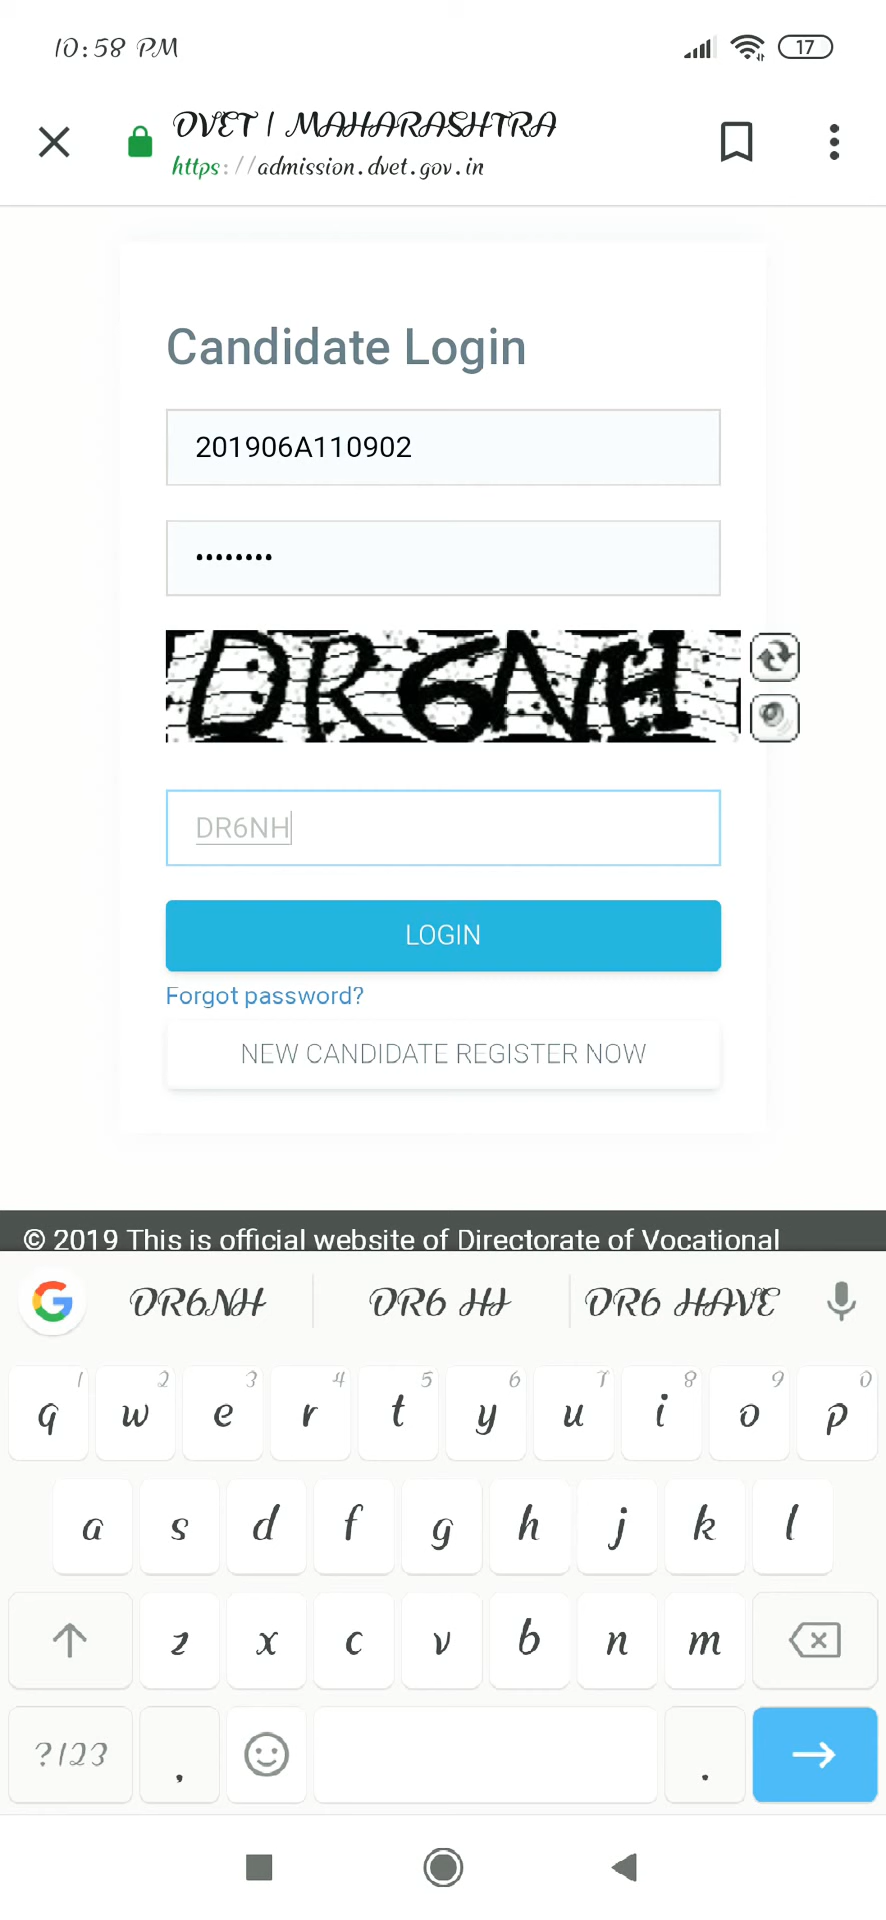 10:58 PM 17
DVET | MAHARASHTRA
https://admission.dvet.gov.in
Candidate Login
201906A110902
••••••••
DR6NH
DR6NH
LOGIN
Forgot password?
NEW CANDIDATE REGISTER NOW
© 2019 This is official website of Directorate of Vocational
DR6NH DR6 HI DR6 HAVE
1 2 3 4 5 6 7 8 9 0
q w e r t y u i o p
a s d f g h j k l
z x c v b n m
?123 , .